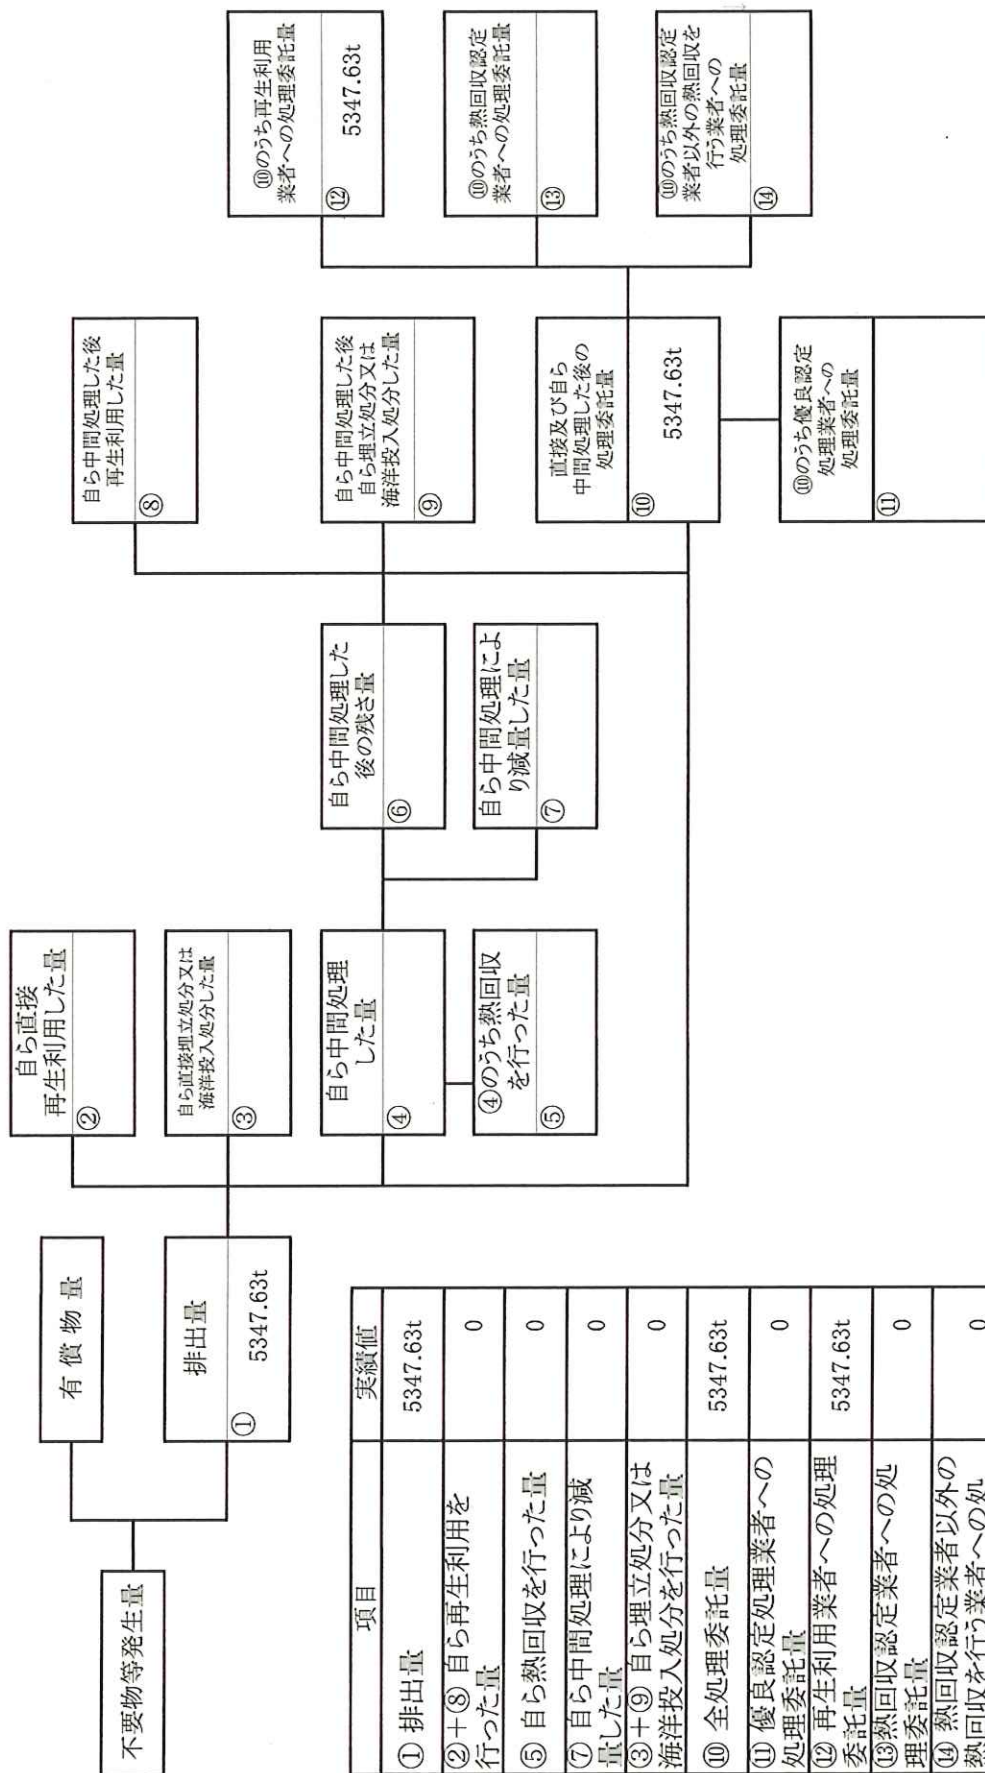 不要物等発生量
有償物量
排出量
①
5347.63t
自ら直接
再生利用した量
②
自ら直接埋立処分又は
海洋投入処分した量
③
自ら中間処理
した量
④
④のうち熱回収
を行った量
⑤
自ら中間処理した
後の残さ量
⑥
自ら中間処理によ
り減量した量
⑦
自ら中間処理した後
再生利用した量
⑧
自ら中間処理した後
自ら埋立処分又は
海洋投入処分した量
⑨
直接及び自ら
中間処理した後の
処理委託量
⑩
5347.63t
⑩のうち優良認定
処理業者への
処理委託量
⑪
⑩のうち再生利用
業者への処理委託量
⑫
5347.63t
⑩のうち熱回収認定
業者への処理委託量
⑬
⑩のうち熱回収認定
業者以外の熱回収を
行う業者への
処理委託量
⑭
項目
実績値
① 排出量
5347.63t
②+⑧ 自ら再生利用を
行った量
0
⑤ 自ら熱回収を行った量
0
⑦ 自ら中間処理により減
量した量
0
③+⑨ 自ら埋立処分又は
海洋投入処分を行った量
0
⑩ 全処理委託量
5347.63t
⑪ 優良認定処理業者への
処理委託量
0
⑫ 再生利用業者への処理
委託量
5347.63t
⑬熱回収認定業者への処
理委託量
0
⑭ 熱回収認定業者以外の
熱回収を行う業者への処
0